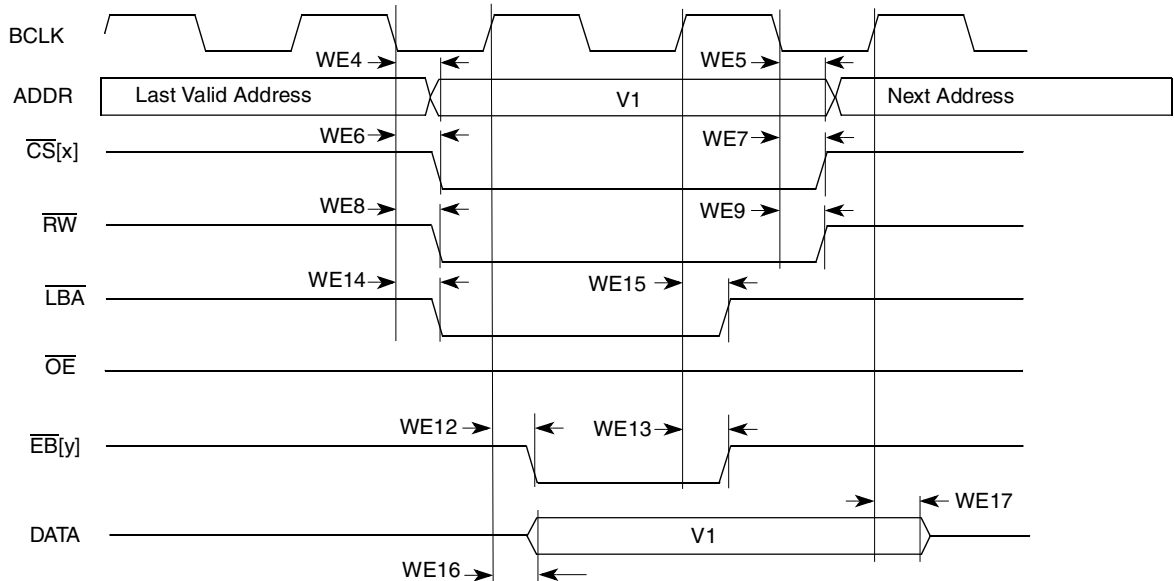 BCLK
WE4
WE5
ADDR
Last Valid Address
V1
Next Address
WE6
WE7
CS[x]
WE8
WE9
RW
WE14
WE15
LBA
OE
WE12
WE13
EB[y]
WE17
DATA
V1
WE16